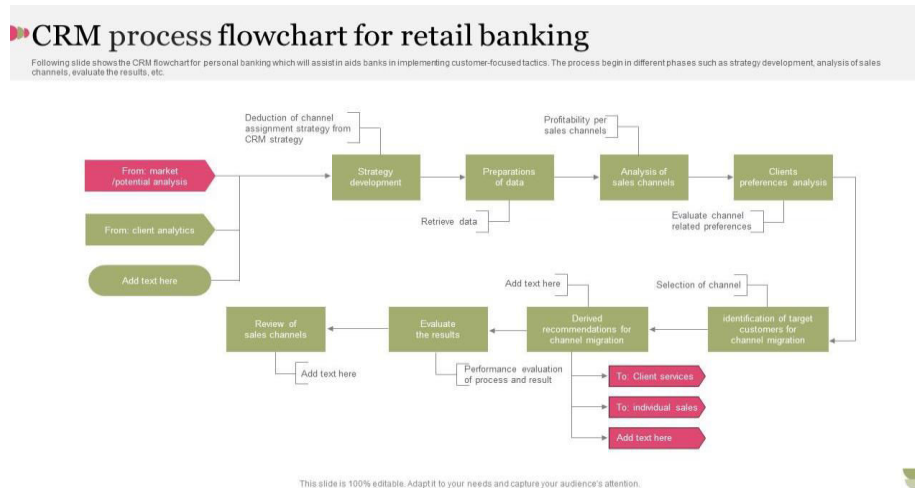 CRM process flowchart for retail banking
Following slide shows the CRM flowchart for personal banking which will assist in aids banks in implementing customer-focused tactics. The process begin in different phases such as strategy development, analysis of sales
channels, evaluate the results, etc.
Deduction of channel
assignment strategy from
CRM strategy
Profitability per
sales channels
From: market
/potential analysis
Strategy
development
Preparations
of data
Analysis of
sales channels
Clients
preferences analysis
From: client analytics
Retrieve data
Evaluate channel
related preferences
Add text here
Add text here
Selection of channel
Review of
sales channels
Evaluate
the results
Derived
recommendations for
channel migration
identification of target
customers for
channel migration
Add text here
Performance evaluation
of process and result
To: Client services
To: individual sales
Add text here
This slide is 100% editable. Adapt it to your needs and capture your audience's attention.